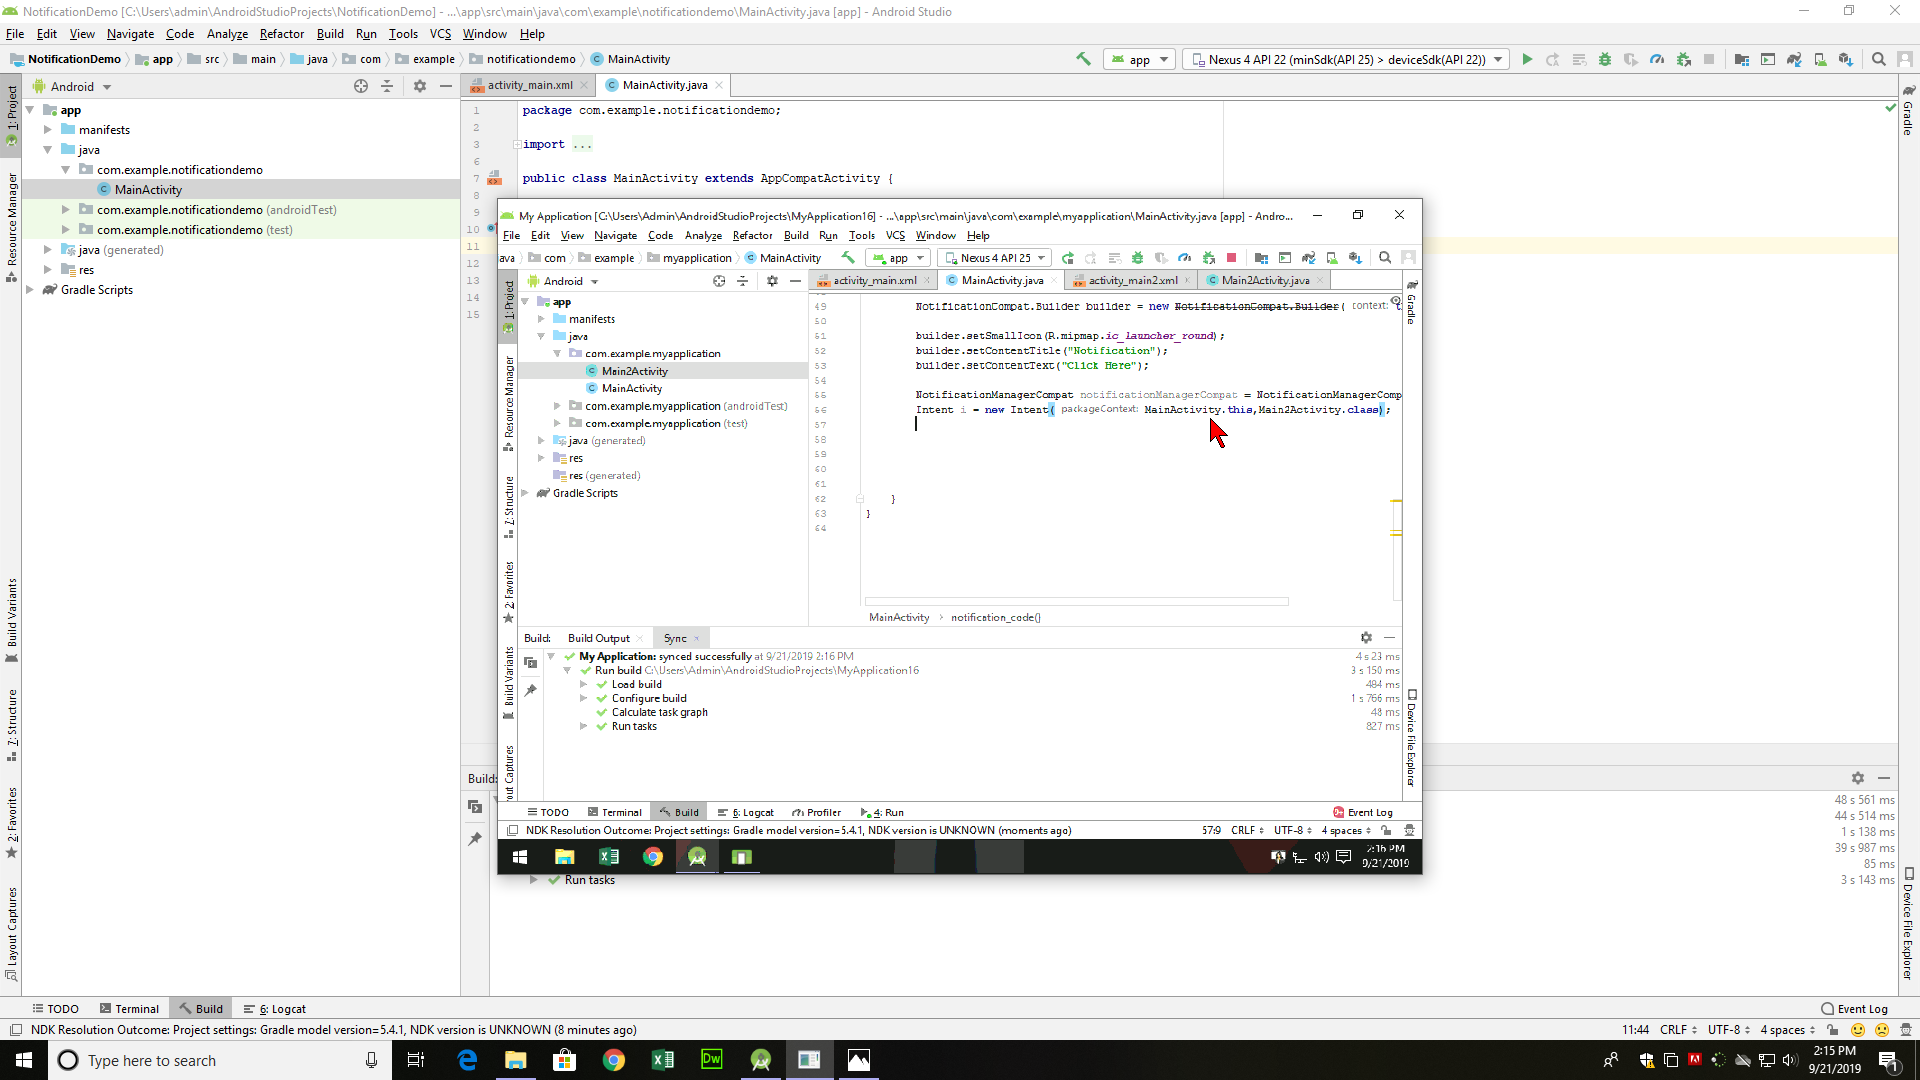 NotificationDemo [C:\Users\admin\AndroidStudioProjects\NotificationDemo] - ...\app\src\main\java\com\example\notificationdemo\MainActivity.java [app] - Android Studio
File Edit View Navigate Code Analyze Refactor Build Run Tools VCS Window Help
NotificationDemo app src main java com example notificationdemo MainActivity
app Nexus 4 API 22 (minSdk(API 25) > deviceSdk(API 22))
Android
activity_main.xml MainActivity.java
1: Project
Resource Manager
Build Variants
7: Structure
2: Favorites
Layout Captures
Gradle
Device File Explorer
app
manifests
java
com.example.notificationdemo
MainActivity
com.example.notificationdemo (androidTest)
com.example.notificationdemo (test)
java (generated)
res
Gradle Scripts
1 package com.example.notificationdemo;
2
3 import ...
6
7 public class MainActivity extends AppCompatActivity {
8
9
10
11
12
13
14
15
My Application [C:\Users\Admin\AndroidStudioProjects\MyApplication16] - ...\app\src\main\java\com\example\myapplication\MainActivity.java [app] - Andro...
File Edit View Navigate Code Analyze Refactor Build Run Tools VCS Window Help
ava com example myapplication MainActivity app Nexus 4 API 25
Android
activity_main.xml MainActivity.java activity_main2.xml Main2Activity.java
1: Project
Resource Manager
7: Structure
2: Favorites
Build Variants
out Captures
Gradle
Device File Explorer
app
manifests
java
com.example.myapplication
Main2Activity
MainActivity
com.example.myapplication (androidTest)
com.example.myapplication (test)
java (generated)
res
res (generated)
Gradle Scripts
49 NotificationCompat.Builder builder = new NotificationCompat.Builder( context: t
50
51 builder.setSmallIcon(R.mipmap.ic_launcher_round);
52 builder.setContentTitle("Notification");
53 builder.setContentText("Click Here");
54
55 NotificationManagerCompat notificationManagerCompat = NotificationManagerComp
56 Intent i = new Intent( packageContext: MainActivity.this,Main2Activity.class);
57
58
59
60
61
62 }
63 }
64
MainActivity > notification_code()
Build: Build Output Sync
My Application: synced successfully at 9/21/2019 2:16 PM 4 s 23 ms
Run build C:\Users\Admin\AndroidStudioProjects\MyApplication16 3 s 150 ms
Load build 484 ms
Configure build 1 s 766 ms
Calculate task graph 48 ms
Run tasks 827 ms
TODO Terminal Build 6: Logcat Profiler 4: Run Event Log
NDK Resolution Outcome: Project settings: Gradle model version=5.4.1, NDK version is UNKNOWN (moments ago) 57:9 CRLF UTF-8 4 spaces
2:16 PM
9/21/2019
Build:
48 s 561 ms
44 s 514 ms
1 s 138 ms
39 s 987 ms
85 ms
Run tasks 3 s 143 ms
TODO Terminal Build 6: Logcat Event Log
NDK Resolution Outcome: Project settings: Gradle model version=5.4.1, NDK version is UNKNOWN (8 minutes ago) 11:44 CRLF UTF-8 4 spaces
Type here to search
Dw
2:15 PM
9/21/2019
1